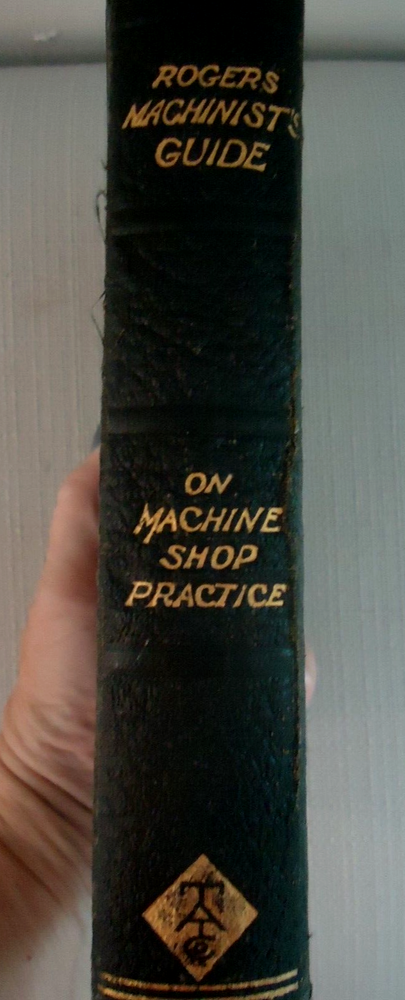 ROGERS
MACHINIST'S
GUIDE
ON
MACHINE
SHOP
PRACTICE